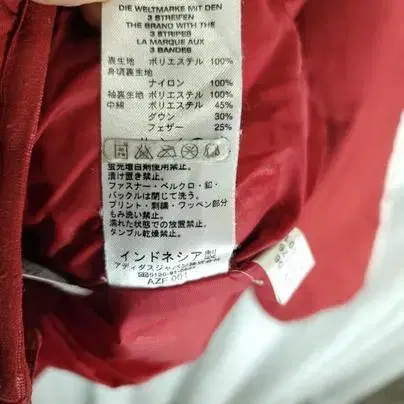 DIE WELTMARKE MIT DEN
3 STREIFEN
THE BRAND WITH THE
3 STRIPES
LA MARQUE AUX
3 BANDES
表生地 ポリエステル 100%
身頃裏生地
ナイロン 100%
袖裏生地 ポリエステル 100%
中綿 ポリエステル 45%
ダウン 30%
フェザー 25%
蛍光増白剤使用禁止。
漬け置き禁止。
ファスナー・ベルクロ・釦・
バックルは閉じて洗う。
プリント・刺繍・ワッペン部分
もみ洗い禁止。
濡れた状態での放置禁止。
タンブル乾燥禁止。
インドネシア製
アディダスジャパン
AZF 001